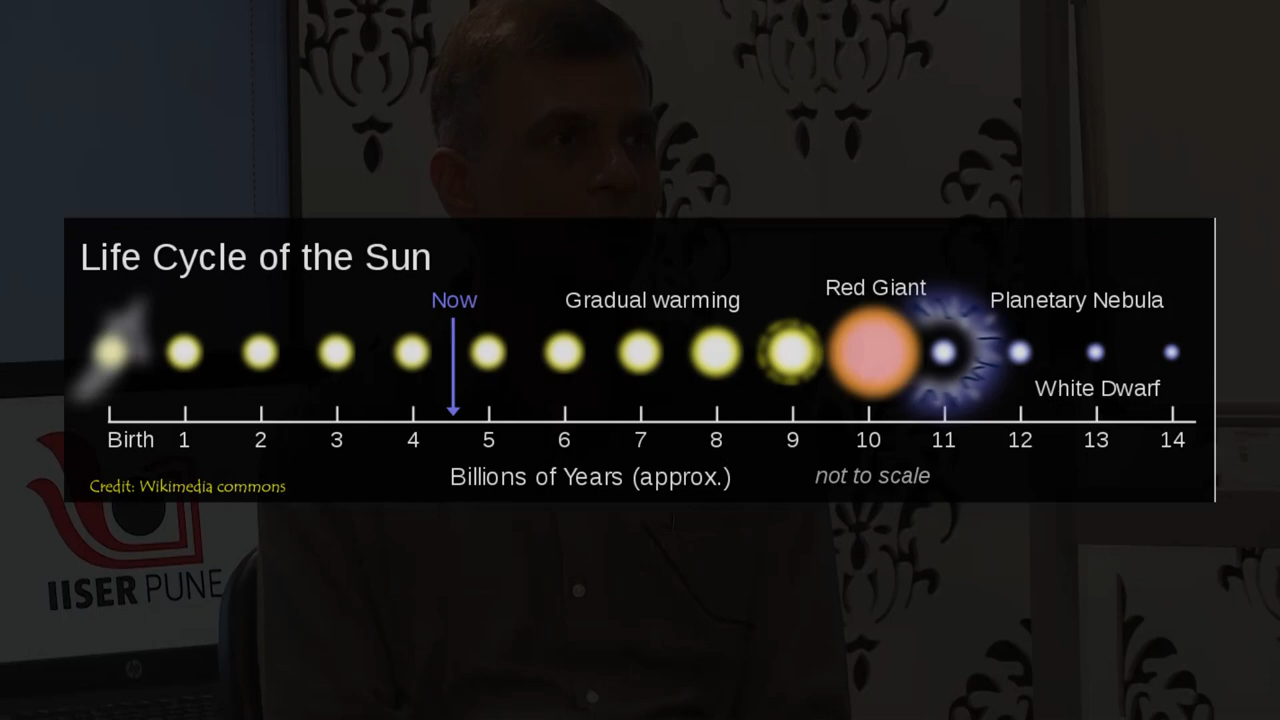 Life Cycle of the Sun
Now
Gradual warming
Red Giant
Planetary Nebula
White Dwarf
Birth 1 2 3 4 5 6 7 8 9 10 11 12 13 14
Billions of Years (approx.)
not to scale
Credit: Wikimedia commons
IISER PUNE
hp